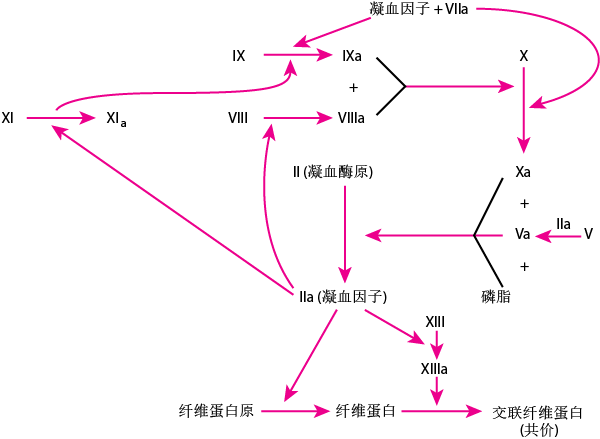 凝血因子 + VIIa
IX
IXa
X
+
XI
XIa
VIII
VIIIa
II (凝血酶原)
Xa
+
IIa
Va
V
+
磷脂
IIa (凝血因子)
XIII
XIIIa
纤维蛋白原
纤维蛋白
交联纤维蛋白
(共价)